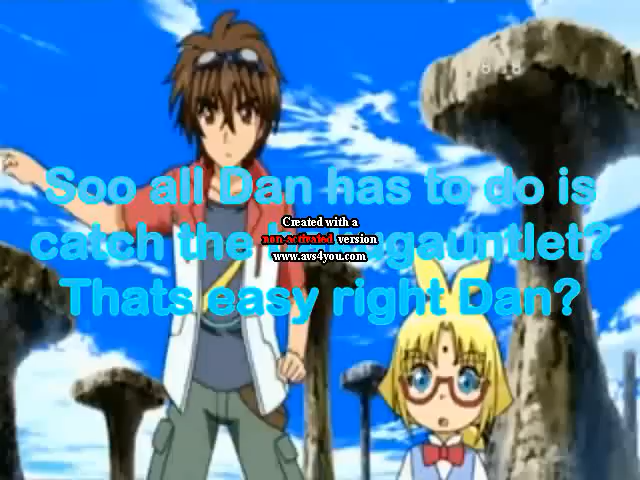 Soo all Dan has to do is
catch the gauntlet?
Thats easy right Dan?
Created with a
non-activated version
www.avs4you.com